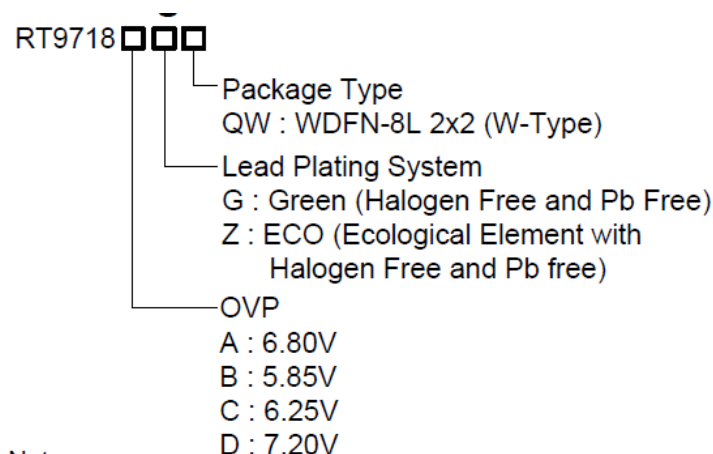 RT9718
Package Type
QW : WDFN-8L 2x2 (W-Type)
Lead Plating System
G : Green (Halogen Free and Pb Free)
Z : ECO (Ecological Element with
Halogen Free and Pb free)
OVP
A : 6.80V
B : 5.85V
C : 6.25V
D : 7.20V